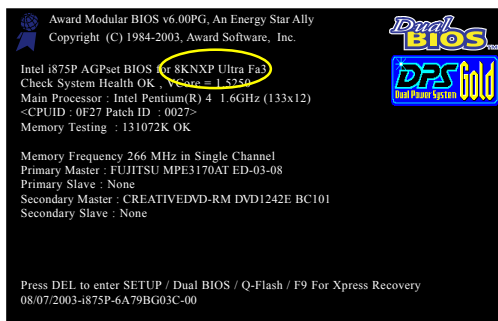 Award Modular BIOS v6.00PG, An Energy Star Ally
Copyright (C) 1984-2003, Award Software, Inc.
Dual
BIOS
Intel i875P AGPset BIOS for 8KNXP Ultra Fa3
Check System Health OK , VCore = 1.5250
Main Processor : Intel Pentium(R) 4 1.6GHz (133x12)
<CPUID : 0F27 Patch ID : 0027>
Memory Testing : 131072K OK
DPS
Dual Power System
Gold
Memory Frequency 266 MHz in Single Channel
Primary Master : FUJITSU MPE3170AT ED-03-08
Primary Slave : None
Secondary Master : CREATIVEDVD-RM DVD1242E BC101
Secondary Slave : None
Press DEL to enter SETUP / Dual BIOS / Q-Flash / F9 For Xpress Recovery
08/07/2003-i875P-6A79BG03C-00